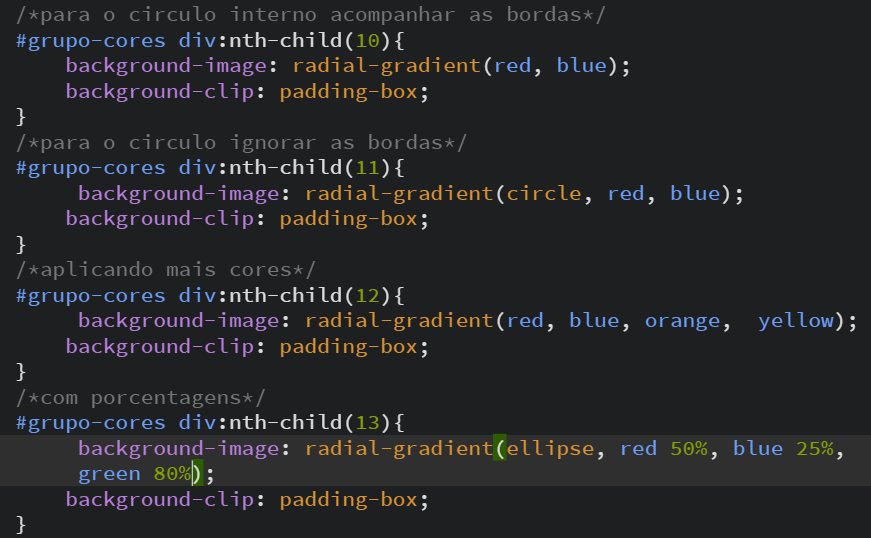 /*para o circulo interno acompanhar as bordas*/
#grupo-cores div:nth-child(10){
    background-image: radial-gradient(red, blue);
    background-clip: padding-box;
}
/*para o circulo ignorar as bordas*/
#grupo-cores div:nth-child(11){
     background-image: radial-gradient(circle, red, blue);
    background-clip: padding-box;
}
/*aplicando mais cores*/
#grupo-cores div:nth-child(12){
     background-image: radial-gradient(red, blue, orange,  yellow);
    background-clip: padding-box;
}
/*com porcentagens*/
#grupo-cores div:nth-child(13){
     background-image: radial-gradient(ellipse, red 50%, blue 25%,
     green 80%);
    background-clip: padding-box;
}